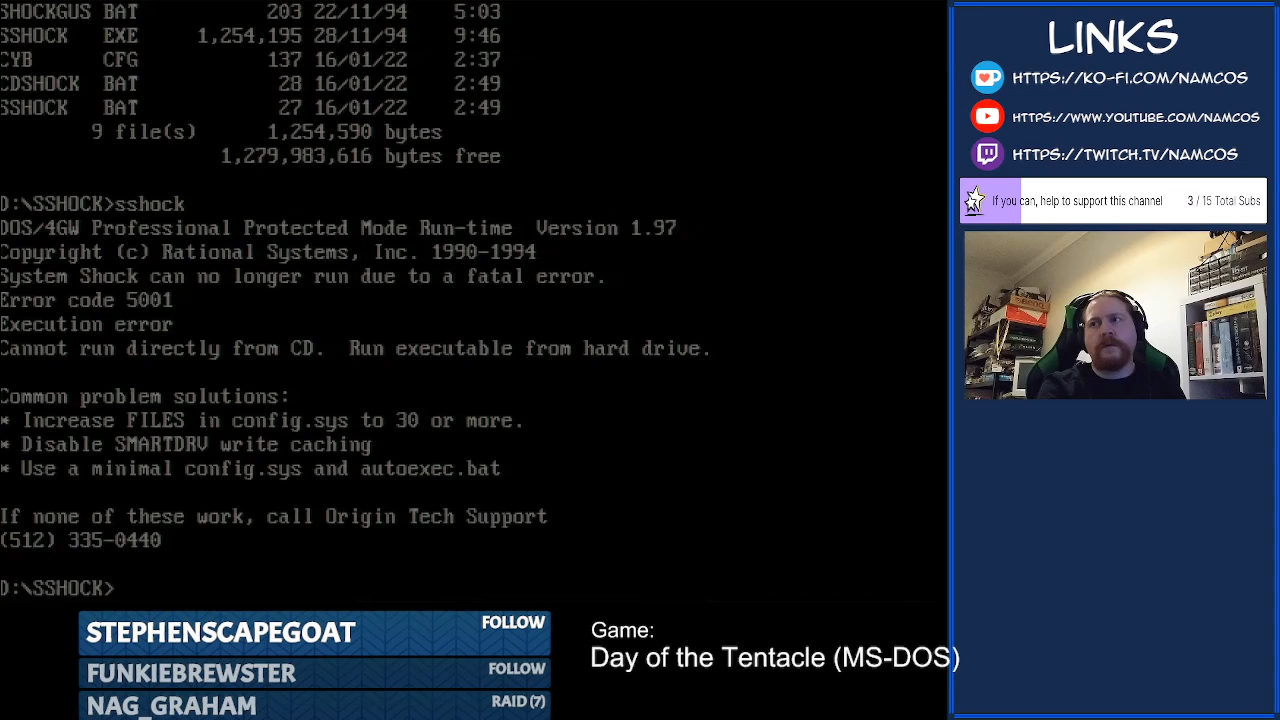 SHOCKGUS BAT 203 22/11/94 5:03
SSHOCK EXE 1,254,195 28/11/94 9:46
CYB CFG 137 16/01/22 2:37
CDSHOCK BAT 28 16/01/22 2:49
SSHOCK BAT 27 16/01/22 2:49
9 file(s) 1,254,590 bytes
1,279,983,616 bytes free
D:\SSHOCK>sshock
DOS/4GW Professional Protected Mode Run-time Version 1.97
Copyright (c) Rational Systems, Inc. 1990-1994
System Shock can no longer run due to a fatal error.
Error code 5001
Execution error
Cannot run directly from CD. Run executable from hard drive.
Common problem solutions:
* Increase FILES in config.sys to 30 or more.
* Disable SMARTDRV write caching
* Use a minimal config.sys and autoexec.bat
If none of these work, call Origin Tech Support
(512) 335-0440
D:\SSHOCK>
STEPHENSCAPEGOAT FOLLOW
FUNKIEBREWSTER FOLLOW
NAG_GRAHAM RAID (7)
Game:
Day of the Tentacle (MS-DOS)
LINKS
HTTPS://KO-FI.COM/NAMCOS
HTTPS://WWW.YOUTUBE.COM/NAMCOS
HTTPS://TWITCH.TV/NAMCOS
If you can, help to support this channel 3 / 15 Total Subs